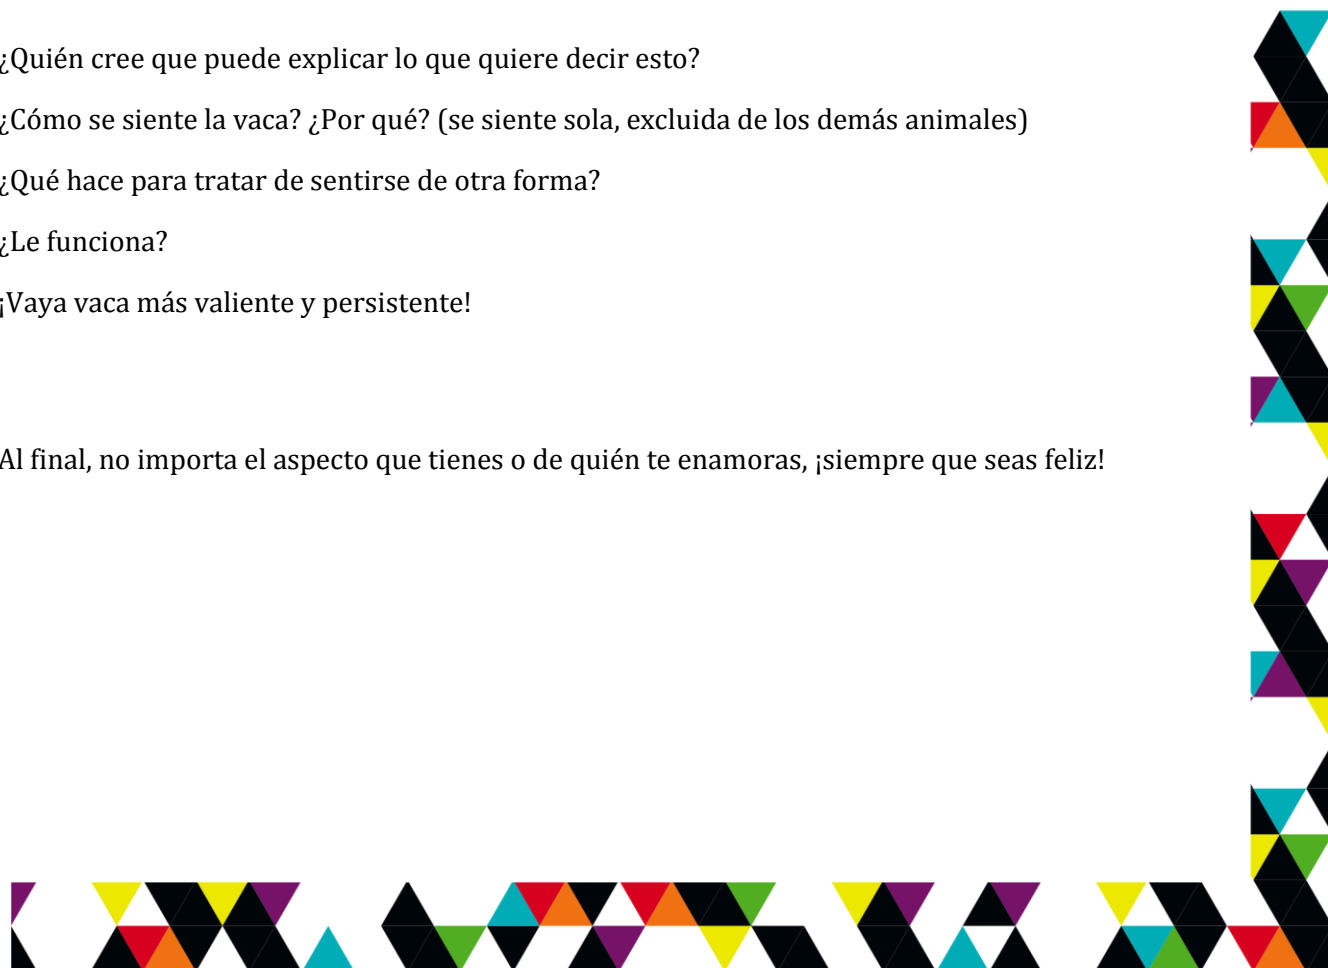 ¿Quién cree que puede explicar lo que quiere decir esto?
¿Cómo se siente la vaca? ¿Por qué? (se siente sola, excluida de los demás animales)
¿Qué hace para tratar de sentirse de otra forma?
¿Le funciona?
¡Vaya vaca más valiente y persistente!
Al final, no importa el aspecto que tienes o de quién te enamoras, ¡siempre que seas feliz!